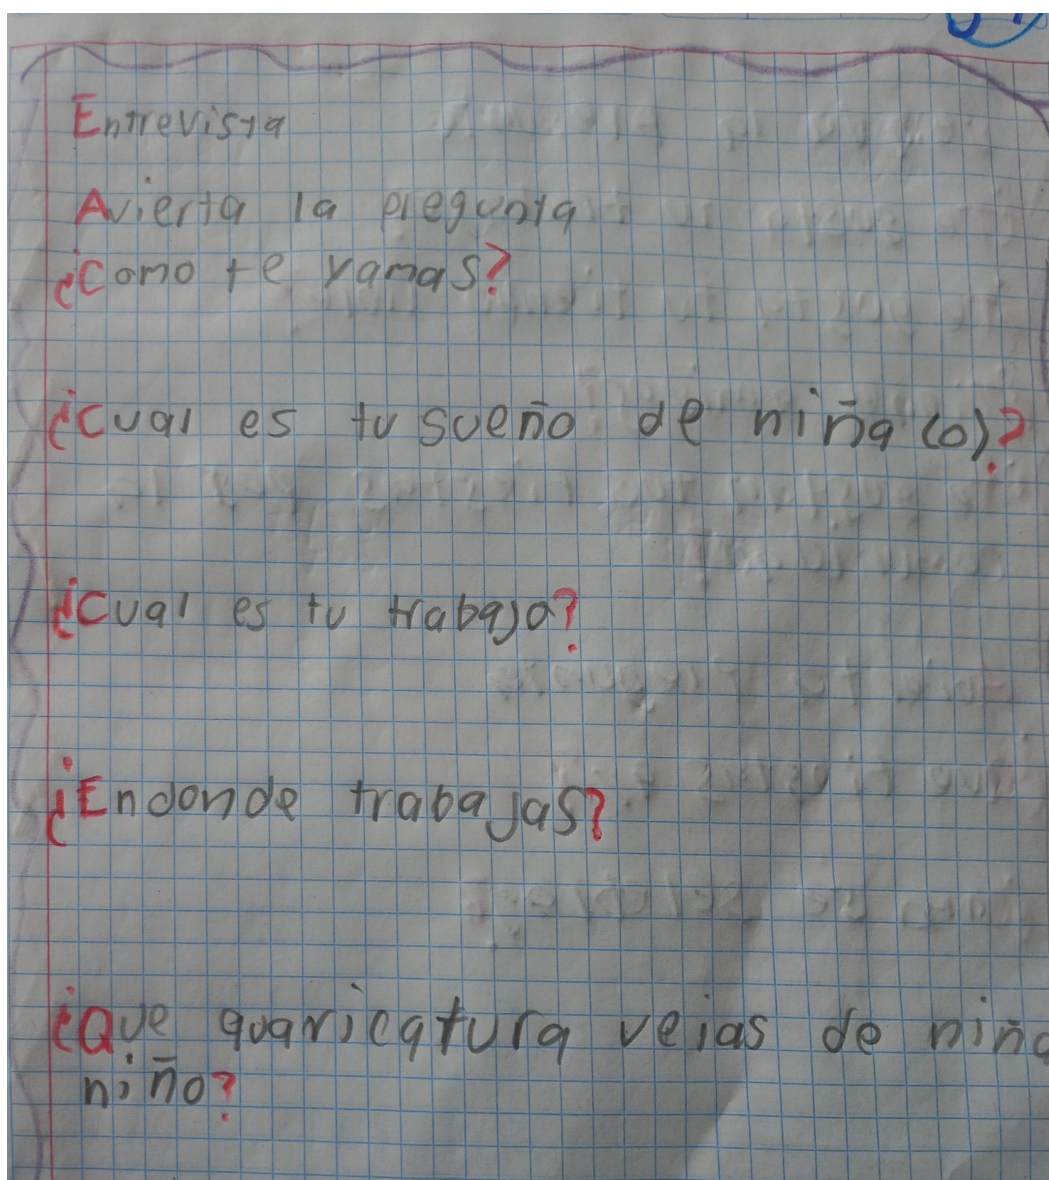 Entrevista
Avierta la pregunta
¿Como te yamas?
¿Cual es tu sueño de niña (o)?
¿Cual es tu trabajo?
¿Endonde trabajas?
¿Que quaricatura veias de niña
niño?